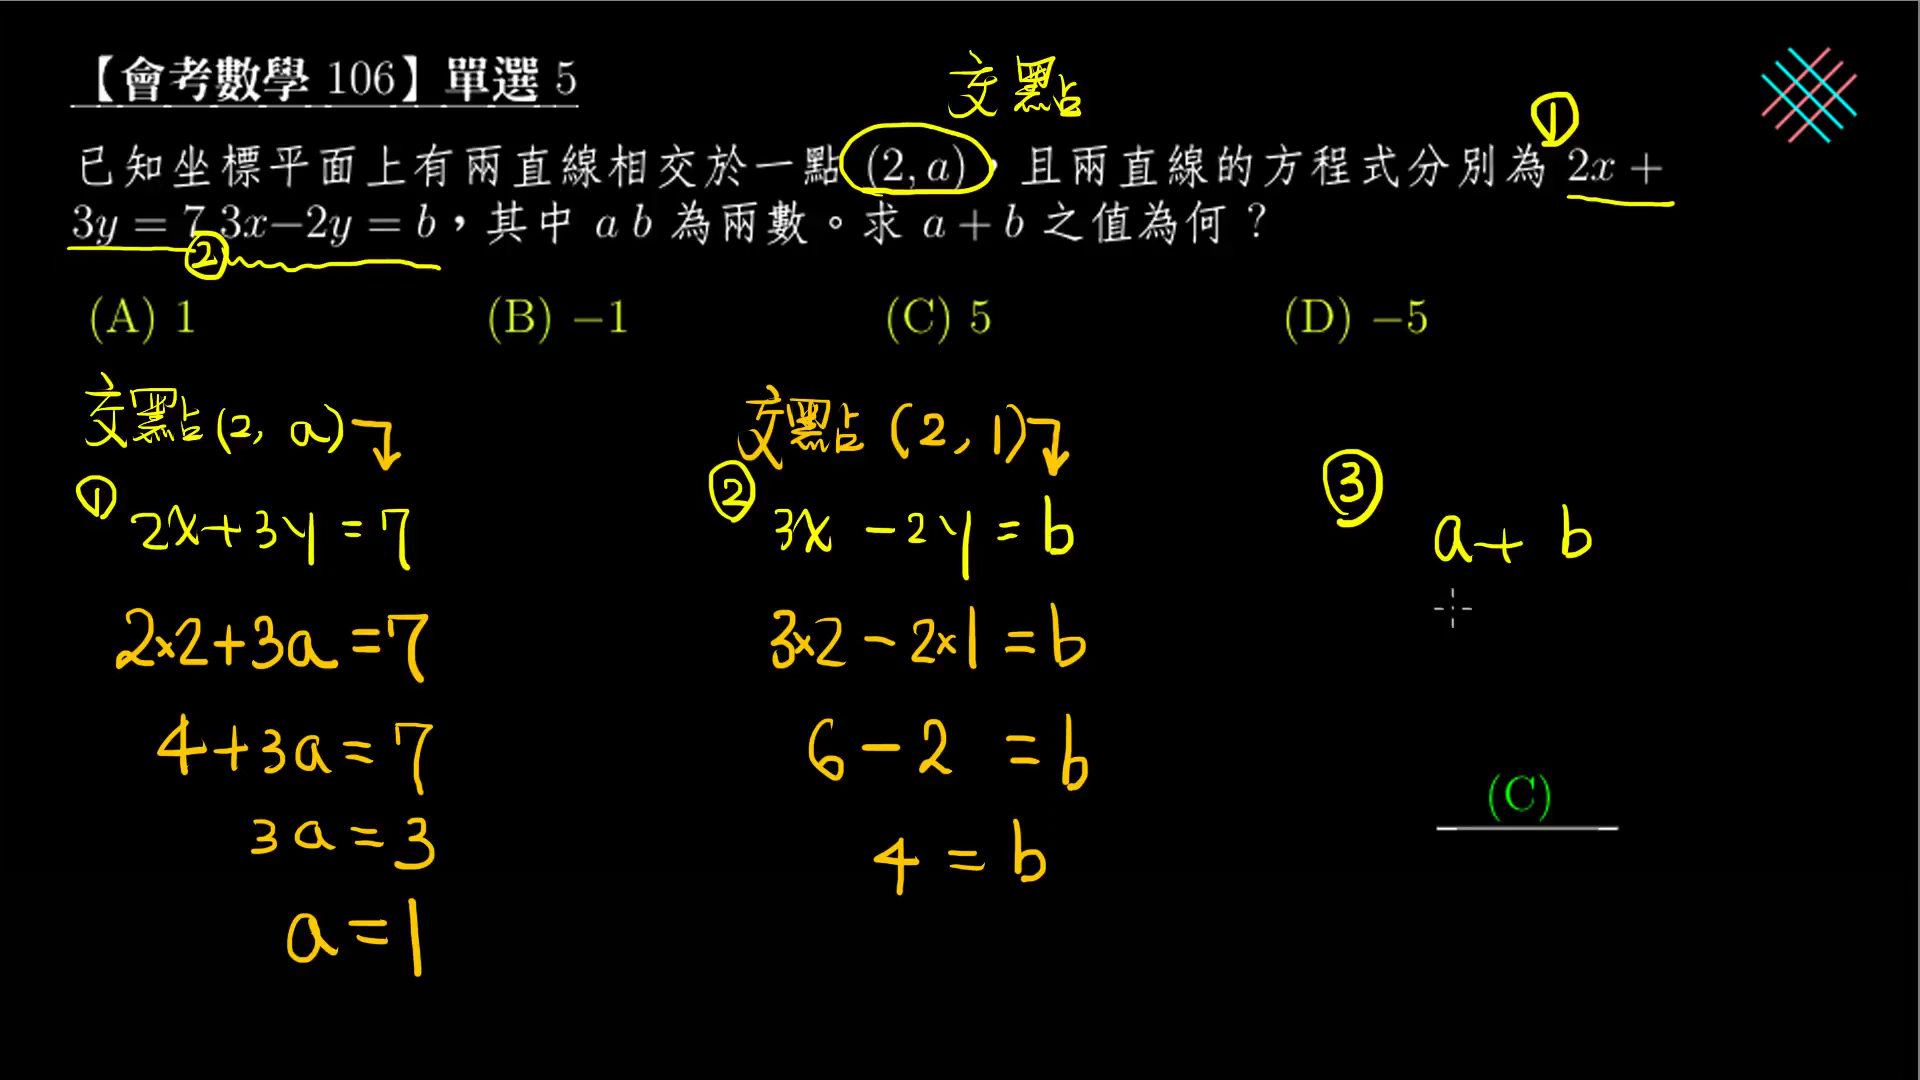 【會考數學 106】單選 5
交點
①
已知坐標平面上有兩直線相交於一點 (2, a)，且兩直線的方程式分別為 2x +
3y = 7 3x−2y = b，其中 a b 為兩數。求 a + b 之值為何？
②
(A) 1 (B) −1 (C) 5 (D) −5
交點(2, a)
① 2x+3y=7
2×2+3a=7
4+3a=7
3a=3
a=1
交點(2, 1)
② 3x−2y=b
3×2−2×1=b
6−2=b
4=b
③
a+b
(C)